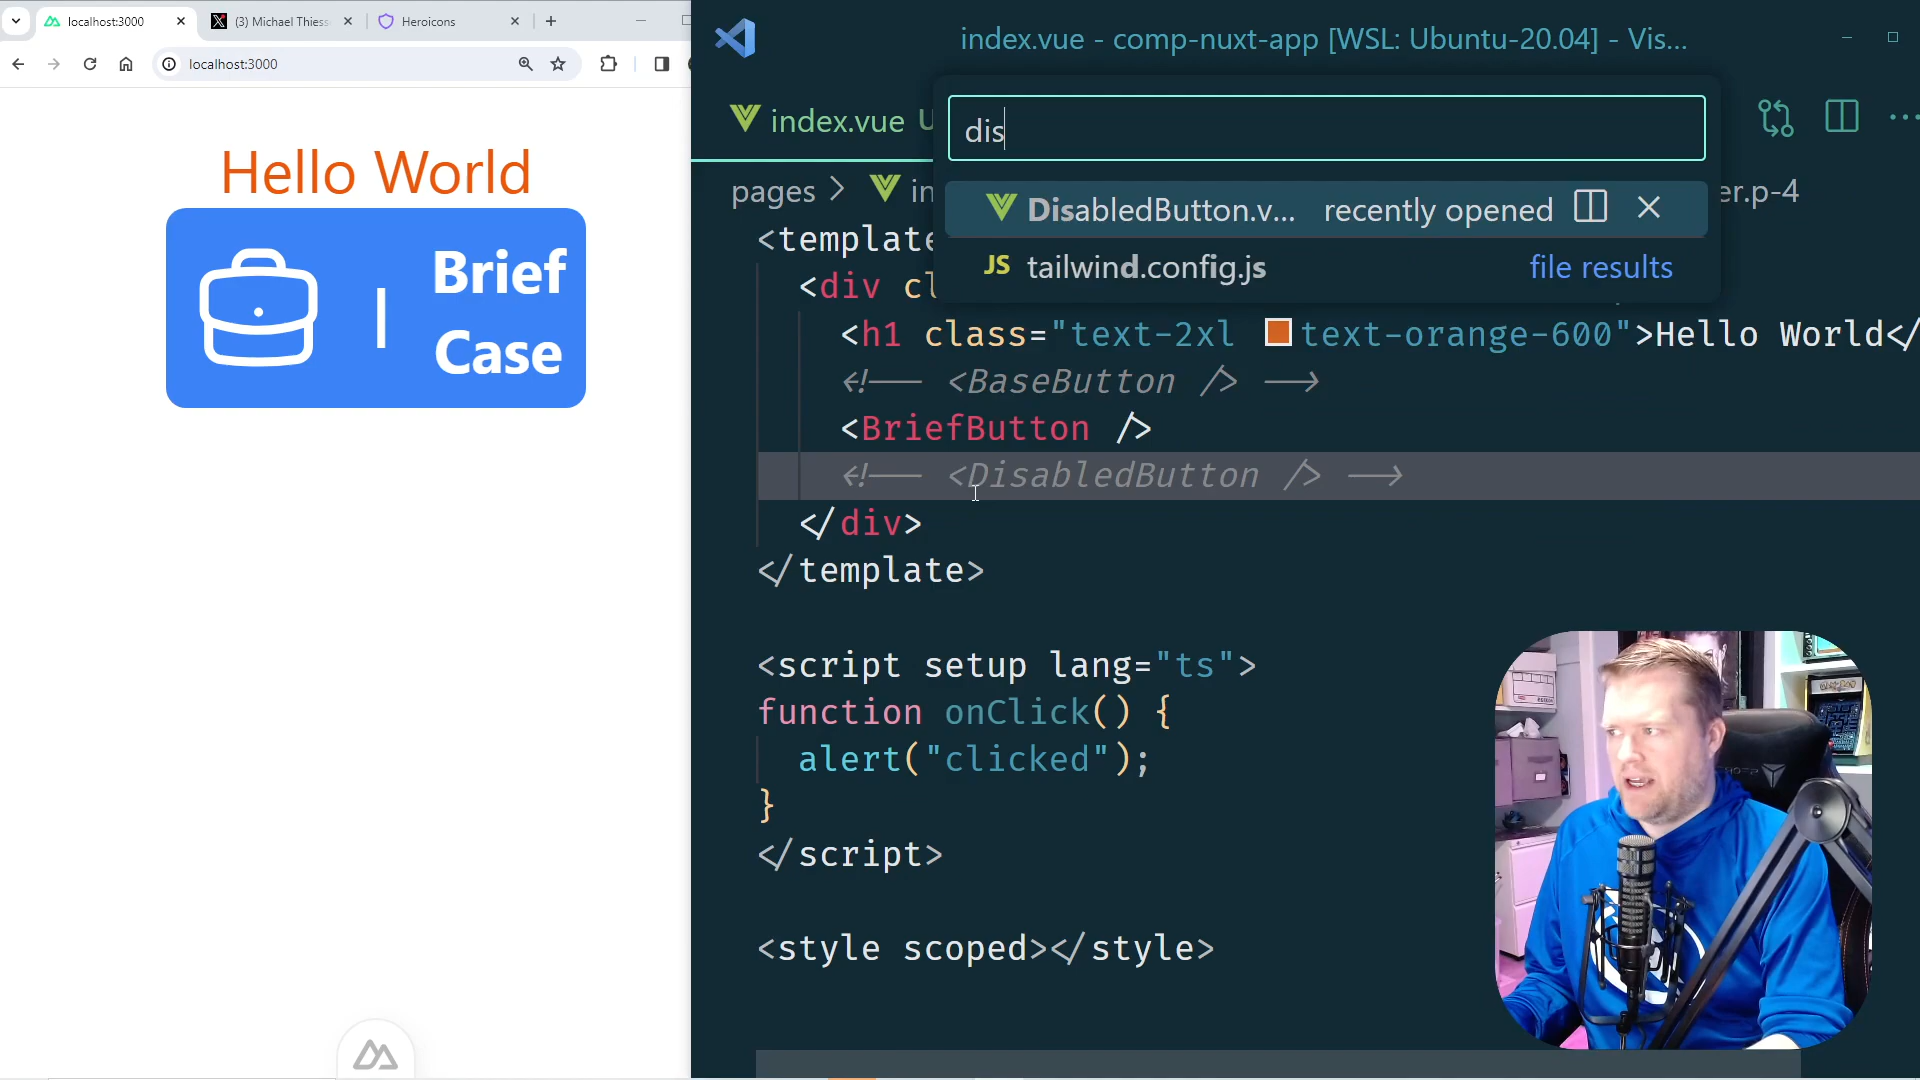 localhost:3000
(3) Michael Thiess
Heroicons
localhost:3000
Hello World
Brief
Case
index.vue - comp-nuxt-app [WSL: Ubuntu-20.04] - Vis...
index.vue U
dis
DisabledButton.v... recently opened
JS tailwind.config.js file results
pages > in
er.p-4
<template
<div cl
<h1 class="text-2xl text-orange-600">Hello World</
<!-- <BaseButton /> -->
<BriefButton />
<!-- <DisabledButton /> -->
</div>
</template>
<script setup lang="ts">
function onClick() {
alert("clicked");
}
</script>
<style scoped></style>